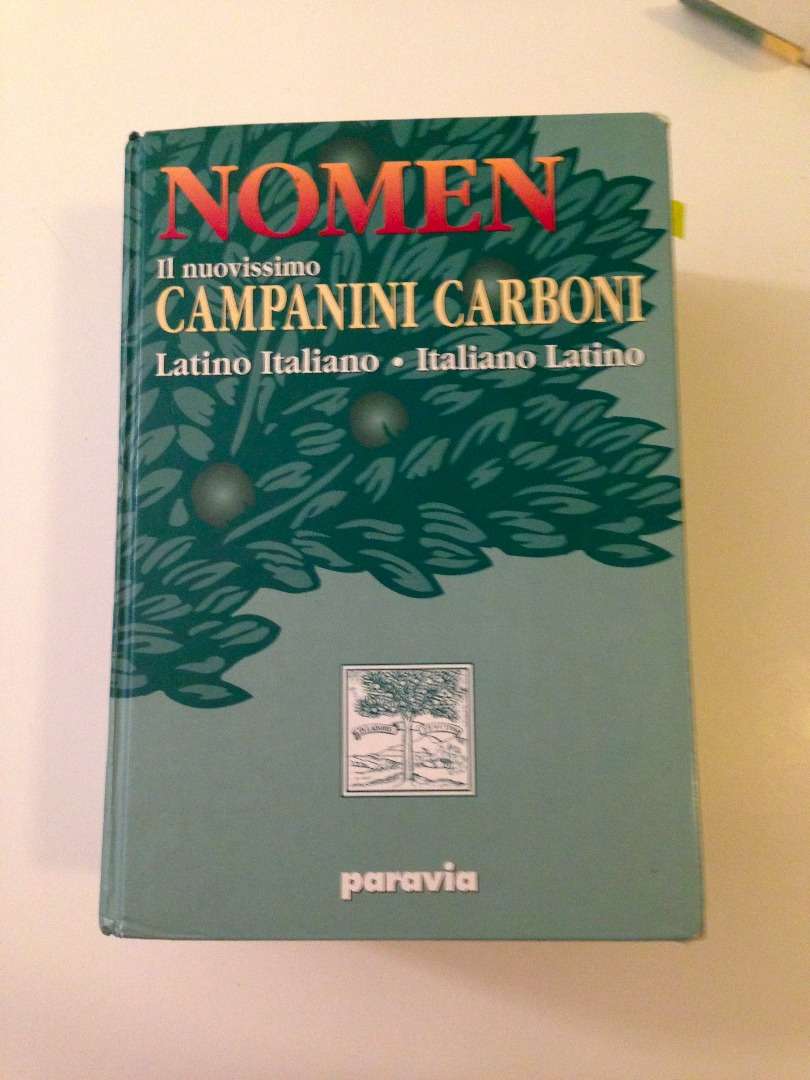 NOMEN
Il nuovissimo
CAMPANINI CARBONI
Latino Italiano • Italiano Latino
paravia